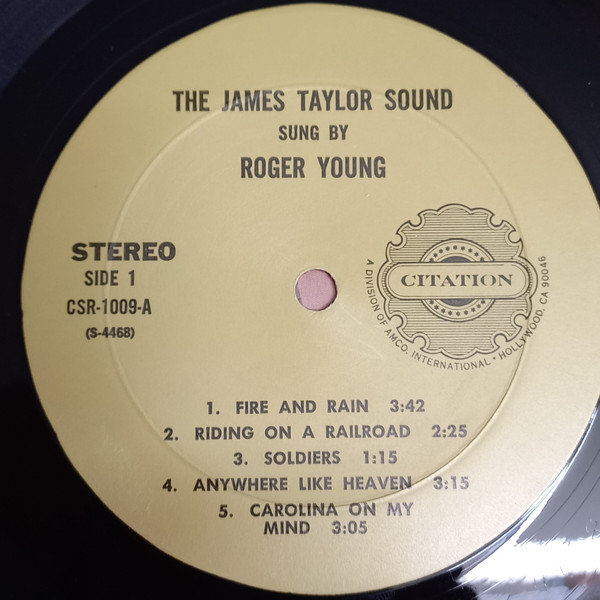 THE JAMES TAYLOR SOUND
SUNG BY
ROGER YOUNG
STEREO
SIDE 1
CSR-1009-A
(S-4468)
CITATION
A DIVISION OF AMCO. INTERNATIONAL • HOLLYWOOD, CA 90046
1. FIRE AND RAIN 3:42
2. RIDING ON A RAILROAD 2:25
3. SOLDIERS 1:15
4. ANYWHERE LIKE HEAVEN 3:15
5. CAROLINA ON MY
MIND 3:05